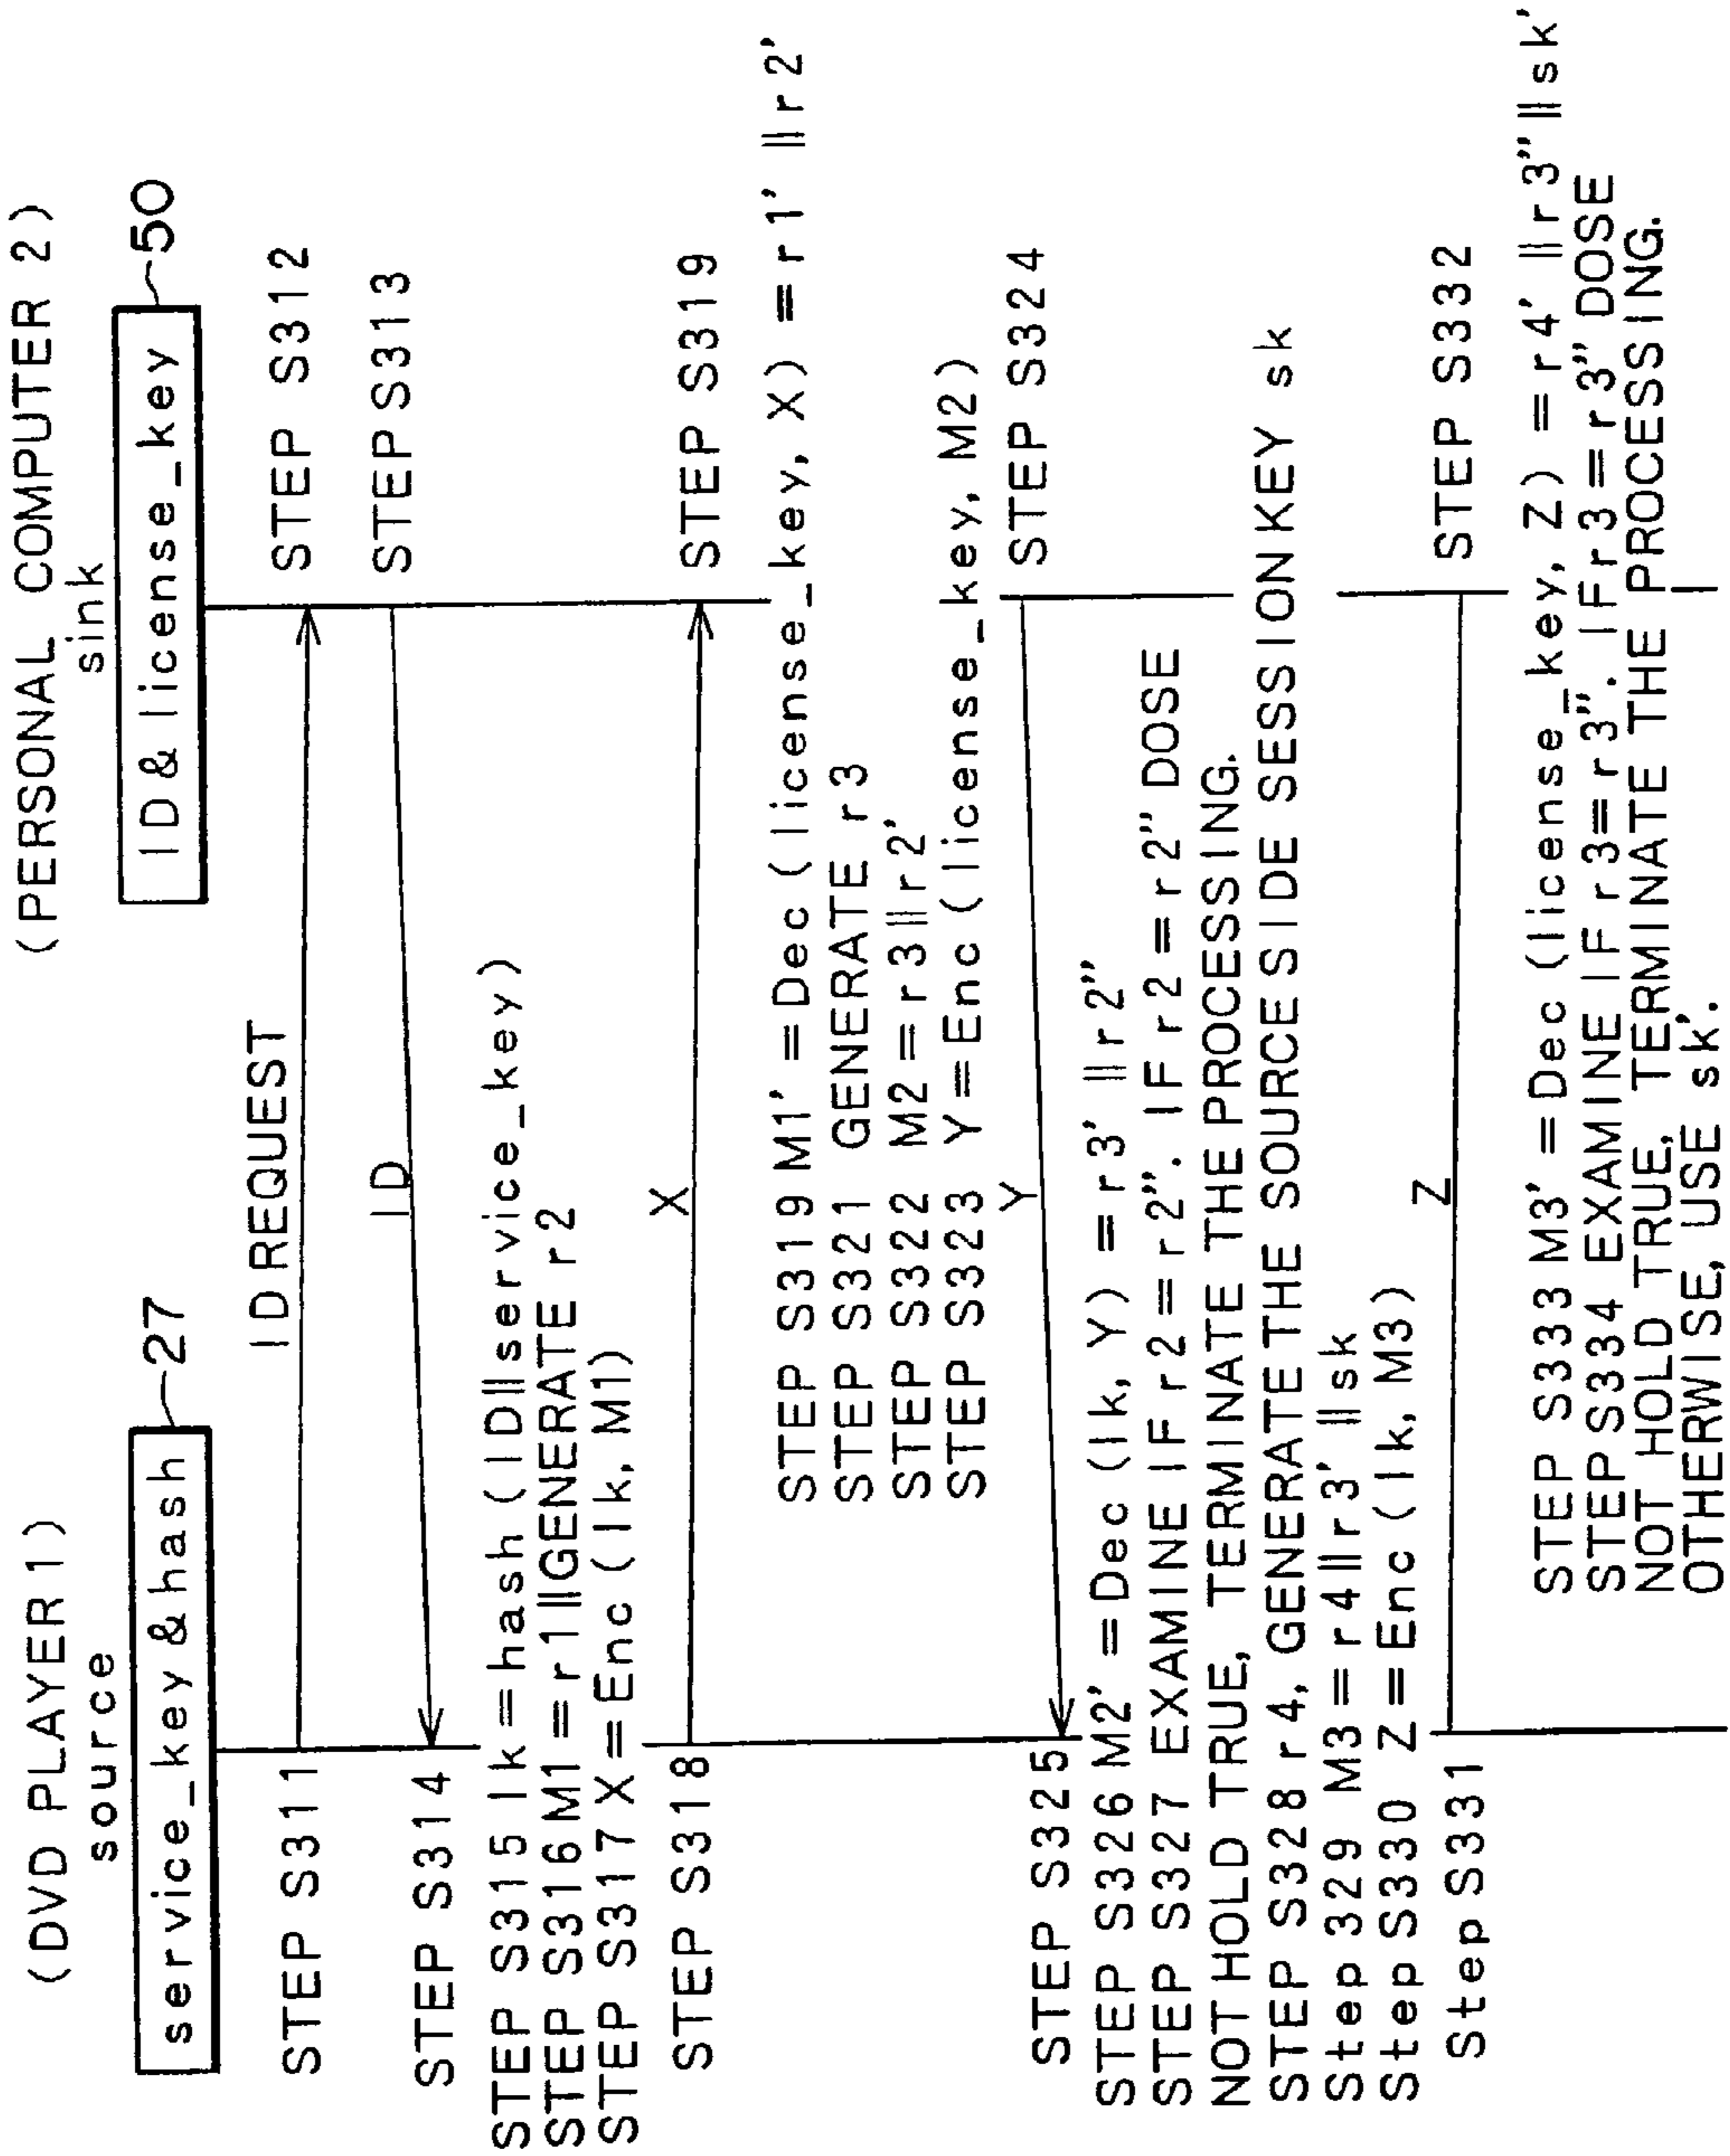 (DVD PLAYER 1)
source
service_key & hash
27
(PERSONAL COMPUTER 2)
sink
ID & license_key
50
STEP S311
ID REQUEST
STEP S312
STEP S313
ID
STEP S314
STEP S315 lk = hash (ID || service_key)
STEP S316 M1 = r1 || GENERATE r2
STEP S317 X = Enc (lk, M1)
STEP S318
X
STEP S319
STEP S319 M1' = Dec (license_key, X) = r1' || r2'
STEP S321 GENERATE r3
STEP S322 M2 = r3 || r2'
STEP S323 Y = Enc (license_key, M2)
Y
STEP S324
STEP S325
STEP S326 M2' = Dec (lk, Y) = r3' || r2"
STEP S327 EXAMINE IF r2 = r2". IF r2 = r2" DOSE
NOT HOLD TRUE, TERMINATE THE PROCESSING.
STEP S328 r4, GENERATE THE SOURCE SIDE SESSION KEY sk
Step 329 M3 = r4 || r3' || sk
Step S330 Z = Enc (lk, M3)
Step S331
Z
STEP S332
STEP S333 M3' = Dec (license_key, Z) = r4' || r3" || sk'
STEP S334 EXAMINE IF r3 = r3". IF r3 = r3" DOSE
NOT HOLD TRUE, TERMINATE THE PROCESSING.
OTHERWISE, USE sk'.